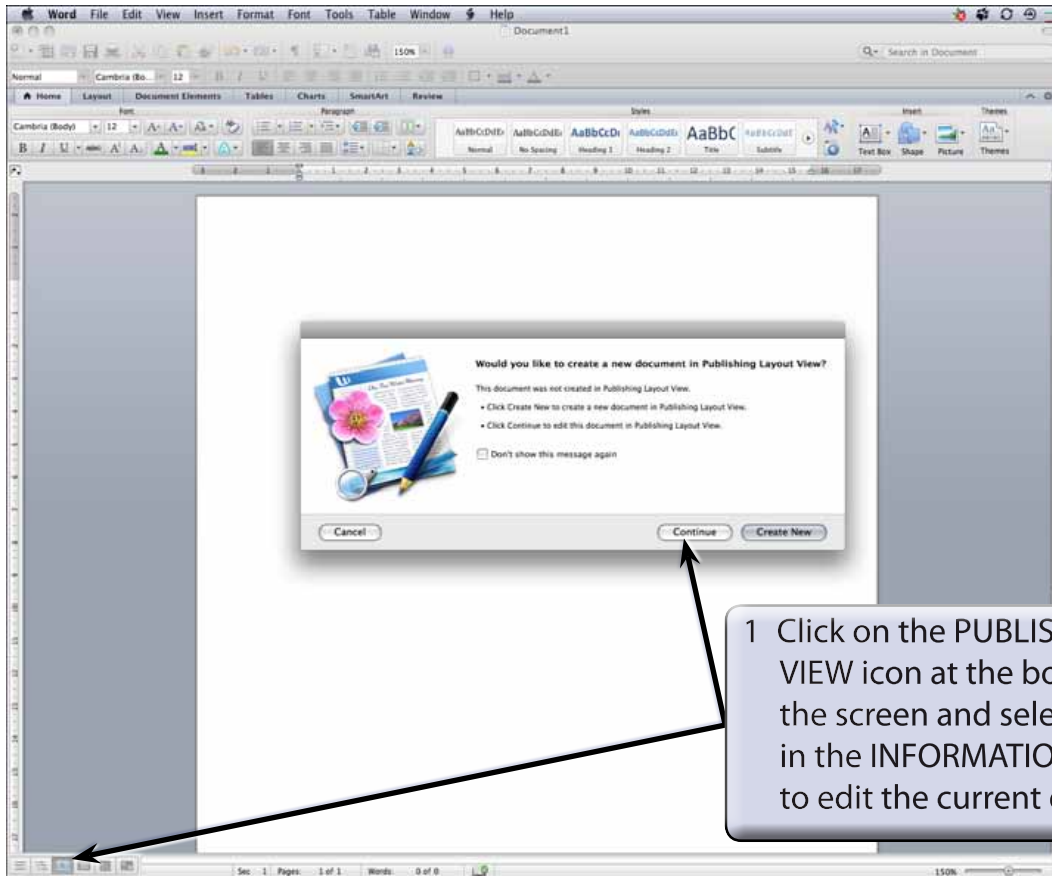 Word File Edit View Insert Format Font Tools Table Window Help
Document1
150%
Search in Document
Normal Cambria (Bo... 12 B I U
Home Layout Document Elements Tables Charts SmartArt Review
Font Paragraph Styles Insert Themes
Cambria (Body) 12 A A Aa AaBbCcDdEe AaBbCcDdEe AaBbCcDt AaBbCcDdEe AaBbC AaBbCcDdE
B I U ABC A A A Normal No Spacing Heading 1 Heading 2 Title Subtitle Text Box Shape Picture Themes
Would you like to create a new document in Publishing Layout View?
This document was not created in Publishing Layout View.
• Click Create New to create a new document in Publishing Layout View.
• Click Continue to edit this document in Publishing Layout View.
Don't show this message again
Cancel Continue Create New
1 Click on the PUBLIS
VIEW icon at the bo
the screen and sele
in the INFORMATIO
to edit the current
Sec 1 Pages: 1 of 1 Words: 0 of 0 150%